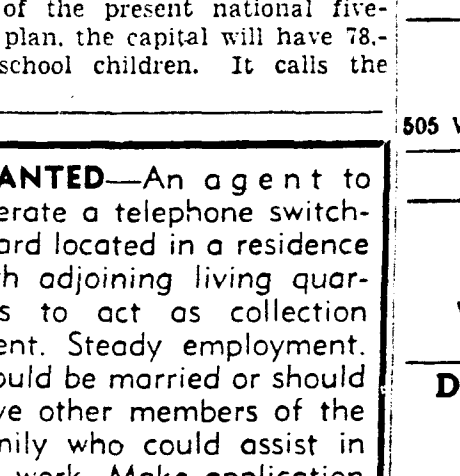 of the present national five-
plan, the capital will have 78,-
school children. It calls the
ANTED—An agent to
erate a telephone switch-
ard located in a residence
h adjoining living quar-
s to act as collection
ent. Steady employment.
ould be married or should
ve other members of the
mily who could assist in
work. Make application
505
D